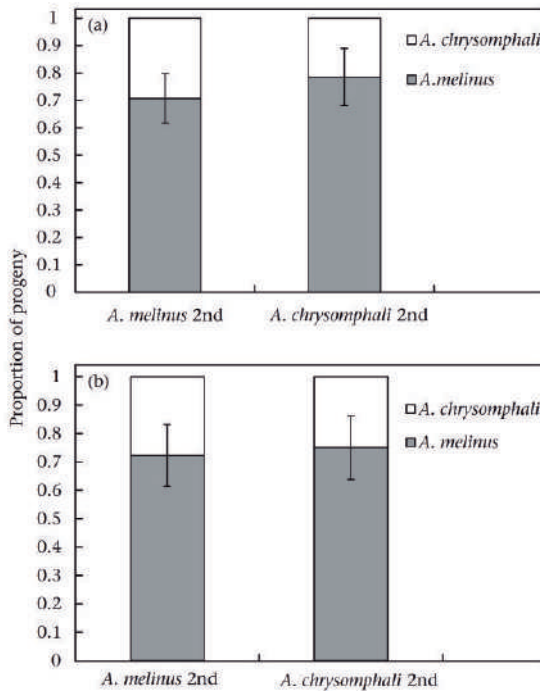 Proportion of progeny
(a)
1
0.9
0.8
0.7
0.6
0.5
0.4
0.3
0.2
0.1
0
A. chrysomphali
A.melinus
A. melinus 2nd
A. chrysomphali 2nd
(b)
1
0.9
0.8
0.7
0.6
0.5
0.4
0.3
0.2
0.1
0
A. chrysomphali
A. melinus
A. melinus 2nd
A. chrysomphali 2nd